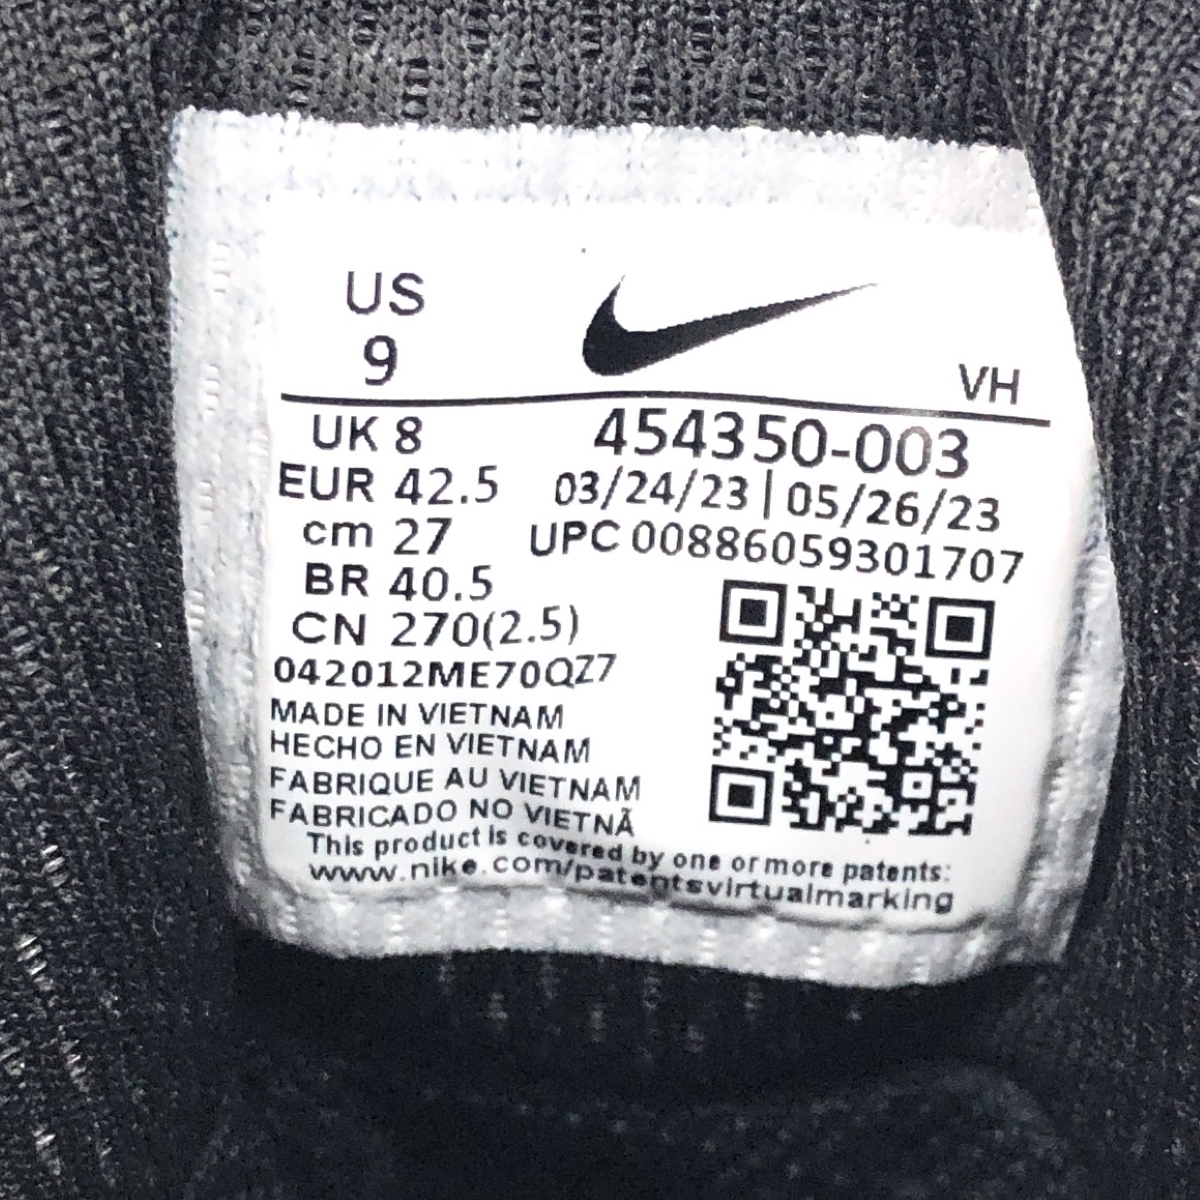 US
9
VH
UK 8
454350-003
EUR 42.5
03/24/23 | 05/26/23
cm 27
UPC 00886059301707
BR 40.5
CN 270(2.5)
042012ME70QZ7
MADE IN VIETNAM
HECHO EN VIETNAM
FABRIQUE AU VIETNAM
FABRICADO NO VIETNÃ
This product is covered by one or more patents:
www.nike.com/patentsvirtualmarking